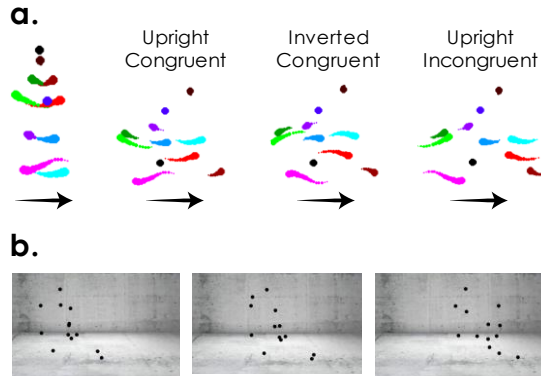 a.
Upright
Congruent
Inverted
Congruent
Upright
Incongruent
b.